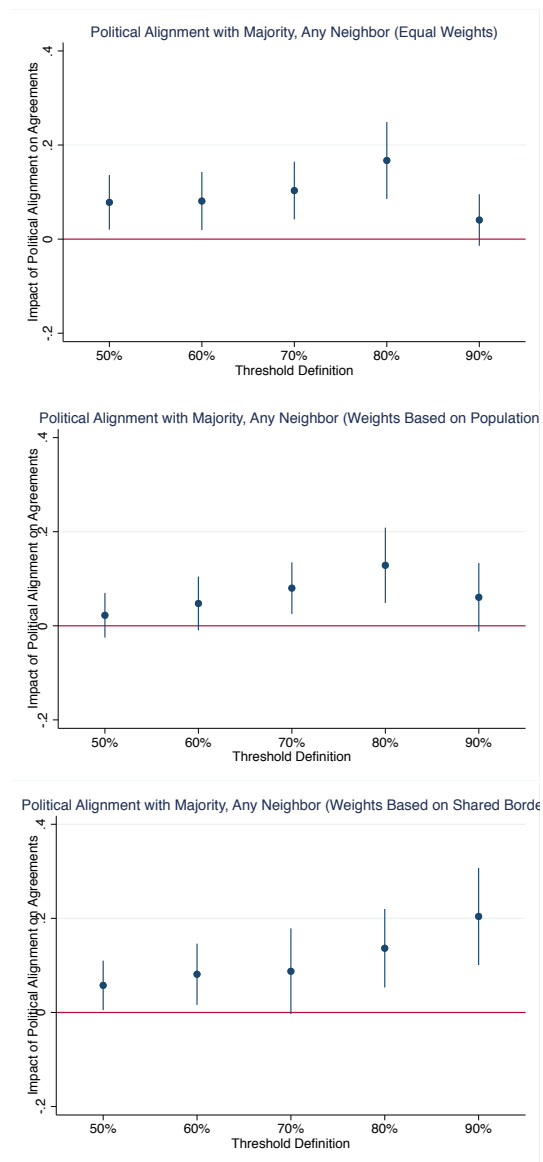 Political Alignment with Majority, Any Neighbor (Equal Weights)
Impact of Political Alignment on Agreements
.4
.2
0
-.2
50% 60% 70% 80% 90%
Threshold Definition
Political Alignment with Majority, Any Neighbor (Weights Based on Population
Impact of Political Alignment on Agreements
.4
.2
0
-.2
50% 60% 70% 80% 90%
Threshold Definition
Political Alignment with Majority, Any Neighbor (Weights Based on Shared Borde
Impact of Political Alignment on Agreements
.4
.2
0
-.2
50% 60% 70% 80% 90%
Threshold Definition